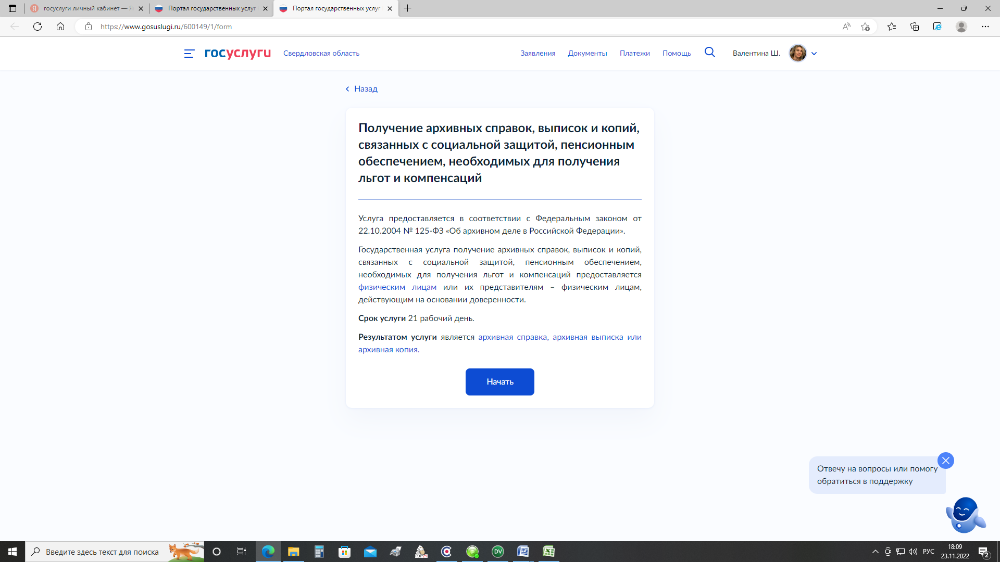 госуслуги личный кабинет — Я
Портал государственных услуг
Портал государственных услуг
https://www.gosuslugi.ru/600149/1/form
госуслуги
Свердловская область
Заявления
Документы
Платежи
Помощь
Валентина Ш.
Назад
Получение архивных справок, выписок и копий,
связанных с социальной защитой, пенсионным
обеспечением, необходимых для получения
льгот и компенсаций
Услуга предоставляется в соответствии с Федеральным законом от
22.10.2004 № 125-ФЗ «Об архивном деле в Российской Федерации».
Государственная услуга получение архивных справок, выписок и копий,
связанных с социальной защитой, пенсионным обеспечением,
необходимых для получения льгот и компенсаций предоставляется
физическим лицам или их представителям – физическим лицам,
действующим на основании доверенности.
Срок услуги 21 рабочий день.
Результатом услуги является архивная справка, архивная выписка или
архивная копия.
Начать
Отвечу на вопросы или помогу
обратиться в поддержку
Введите здесь текст для поиска
DV
РУС
18:09
23.11.2022
2